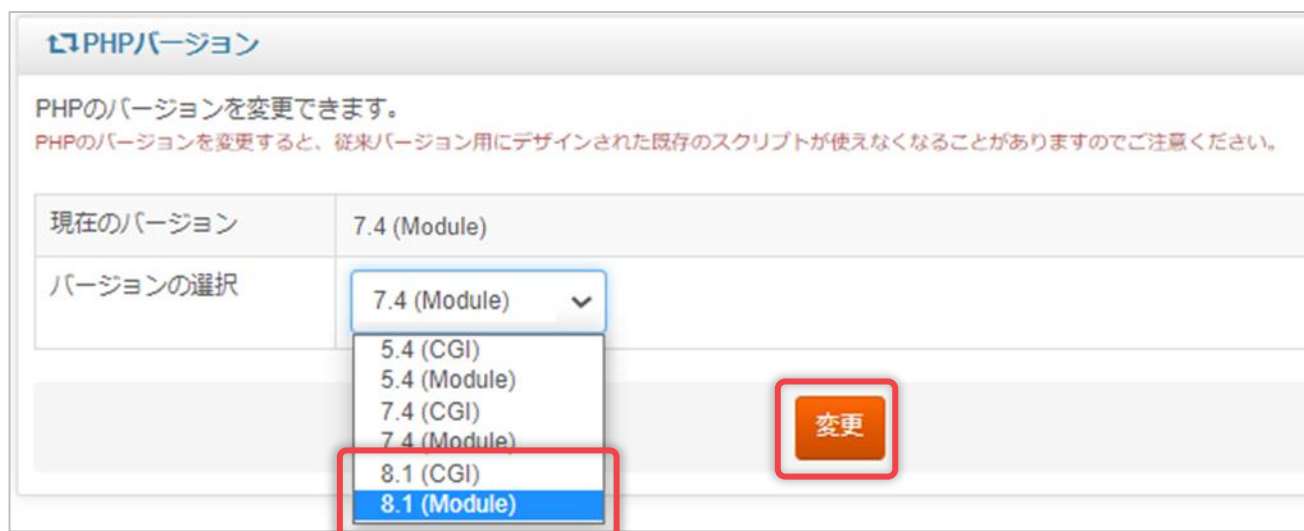 PHPバージョン
PHPのバージョンを変更できます。
PHPのバージョンを変更すると、従来バージョン用にデザインされた既存のスクリプトが使えなくなることがありますのでご注意ください。
現在のバージョン 7.4 (Module)
バージョンの選択 7.4 (Module)
5.4 (CGI)
5.4 (Module)
7.4 (CGI)
7.4 (Module)
変更
8.1 (CGI)
8.1 (Module)